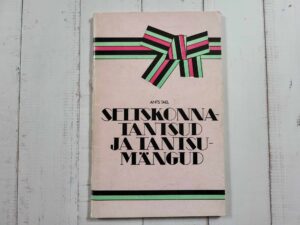 ANTS TAEL
SELTSKONNA-
TANTSUD
JA TANTSU-
MÄNGUD